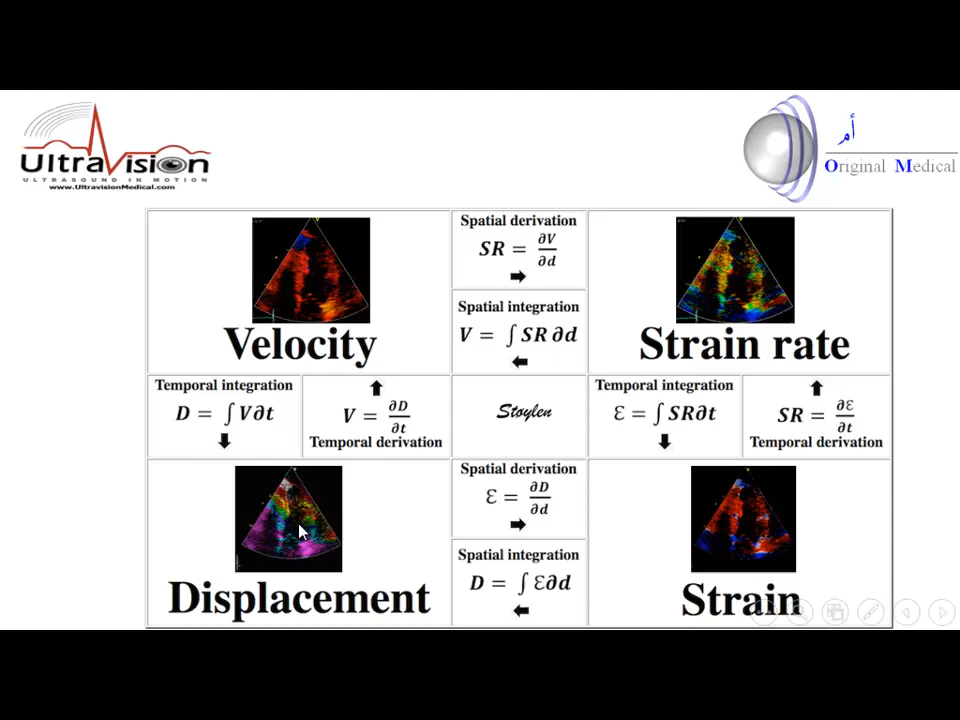 UltraVision
ULTRASOUND IN MOTION
www.UltravisionMedical.com
أم
Original Medical
Spatial derivation
SR = ∂V/∂d
Spatial integration
V = ∫ SR ∂d
Velocity
Strain rate
Temporal integration
D = ∫ V∂t
V = ∂D/∂t
Temporal derivation
Stoylen
Temporal integration
Ɛ = ∫ SR∂t
SR = ∂Ɛ/∂t
Temporal derivation
Spatial derivation
Ɛ = ∂D/∂d
Spatial integration
D = ∫ Ɛ∂d
Displacement
Strain